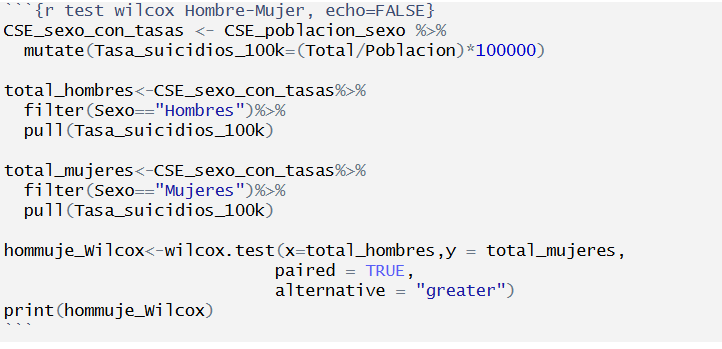 ```{r test wilcox Hombre-Mujer, echo=FALSE}
CSE_sexo_con_tasas <- CSE_poblacion_sexo %>%
  mutate(Tasa_suicidios_100k=(Total/Poblacion)*100000)

total_hombres<-CSE_sexo_con_tasas%>%
  filter(Sexo=="Hombres")%>%
  pull(Tasa_suicidios_100k)

total_mujeres<-CSE_sexo_con_tasas%>%
  filter(Sexo=="Mujeres")%>%
  pull(Tasa_suicidios_100k)

hommuje_Wilcox<-wilcox.test(x=total_hombres,y = total_mujeres,
                            paired = TRUE,
                            alternative = "greater")
print(hommuje_Wilcox)
```